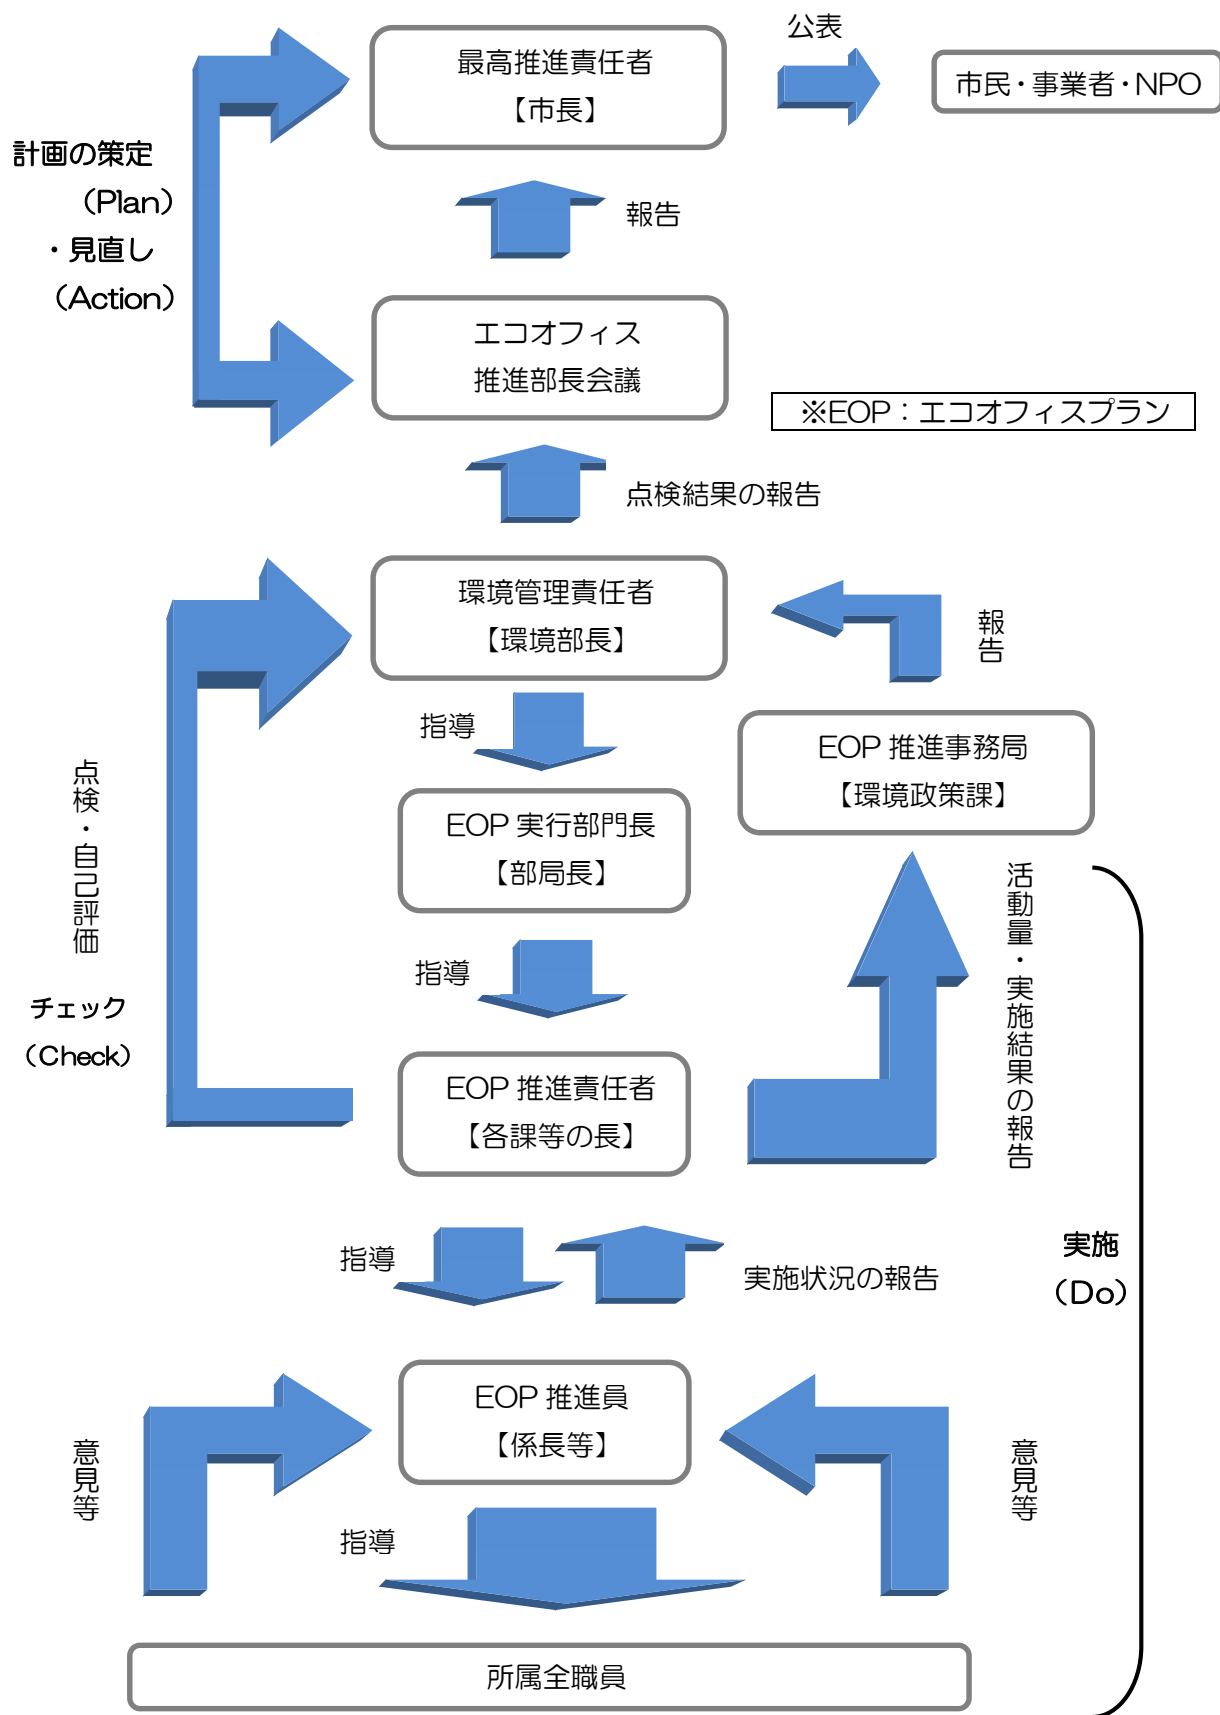 公表
最高推進責任者
【市長】
市民・事業者・NPO
計画の策定
（Plan）
・見直し
（Action）
報告
エコオフィス
推進部長会議
※EOP：エコオフィスプラン
点検結果の報告
環境管理責任者
【環境部長】
報告
指導
EOP 推進事務局
【環境政策課】
点検・自己評価
EOP 実行部門長
【部局長】
活動量・実施結果の報告
指導
チェック
（Check）
EOP 推進責任者
【各課等の長】
指導
実施状況の報告
実施
（Do）
EOP 推進員
【係長等】
意見等
意見等
指導
所属全職員